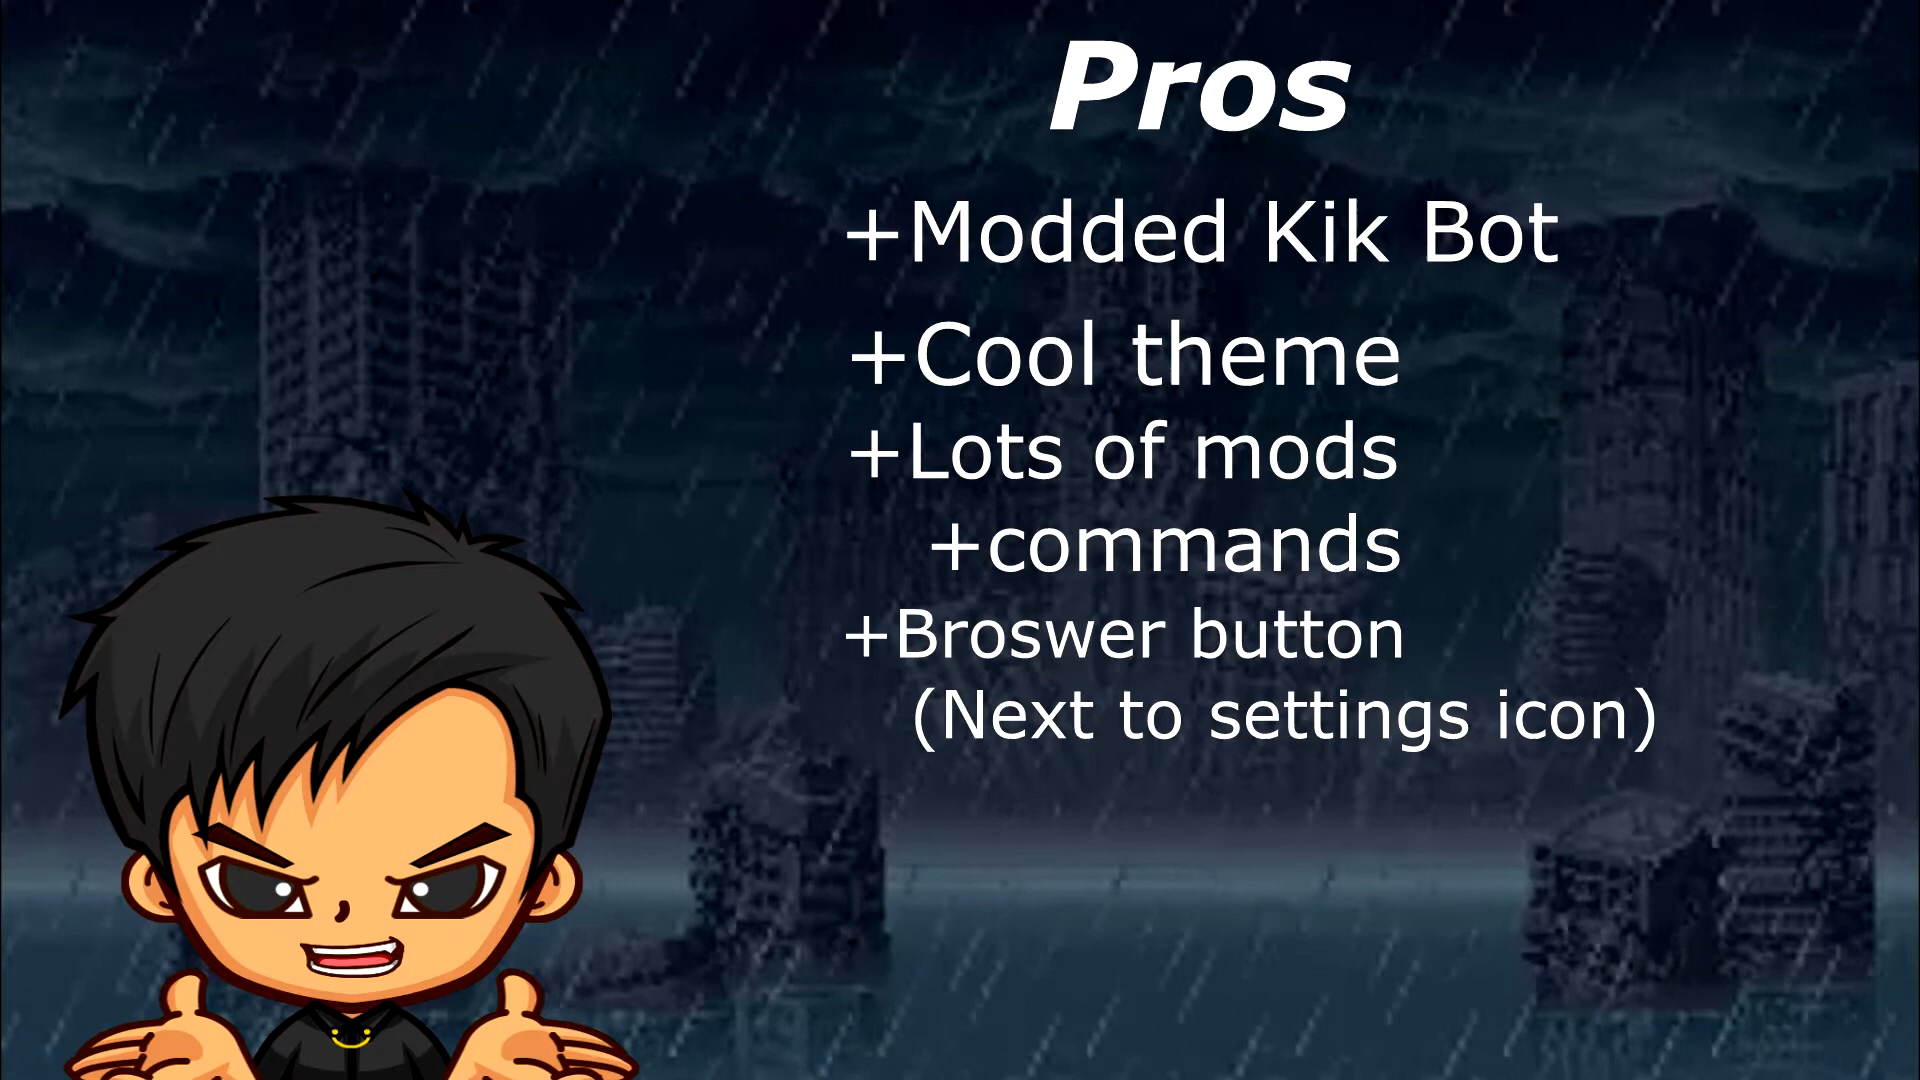 Pros
+Modded Kik Bot
+Cool theme
+Lots of mods
+commands
+Broswer button
(Next to settings icon)